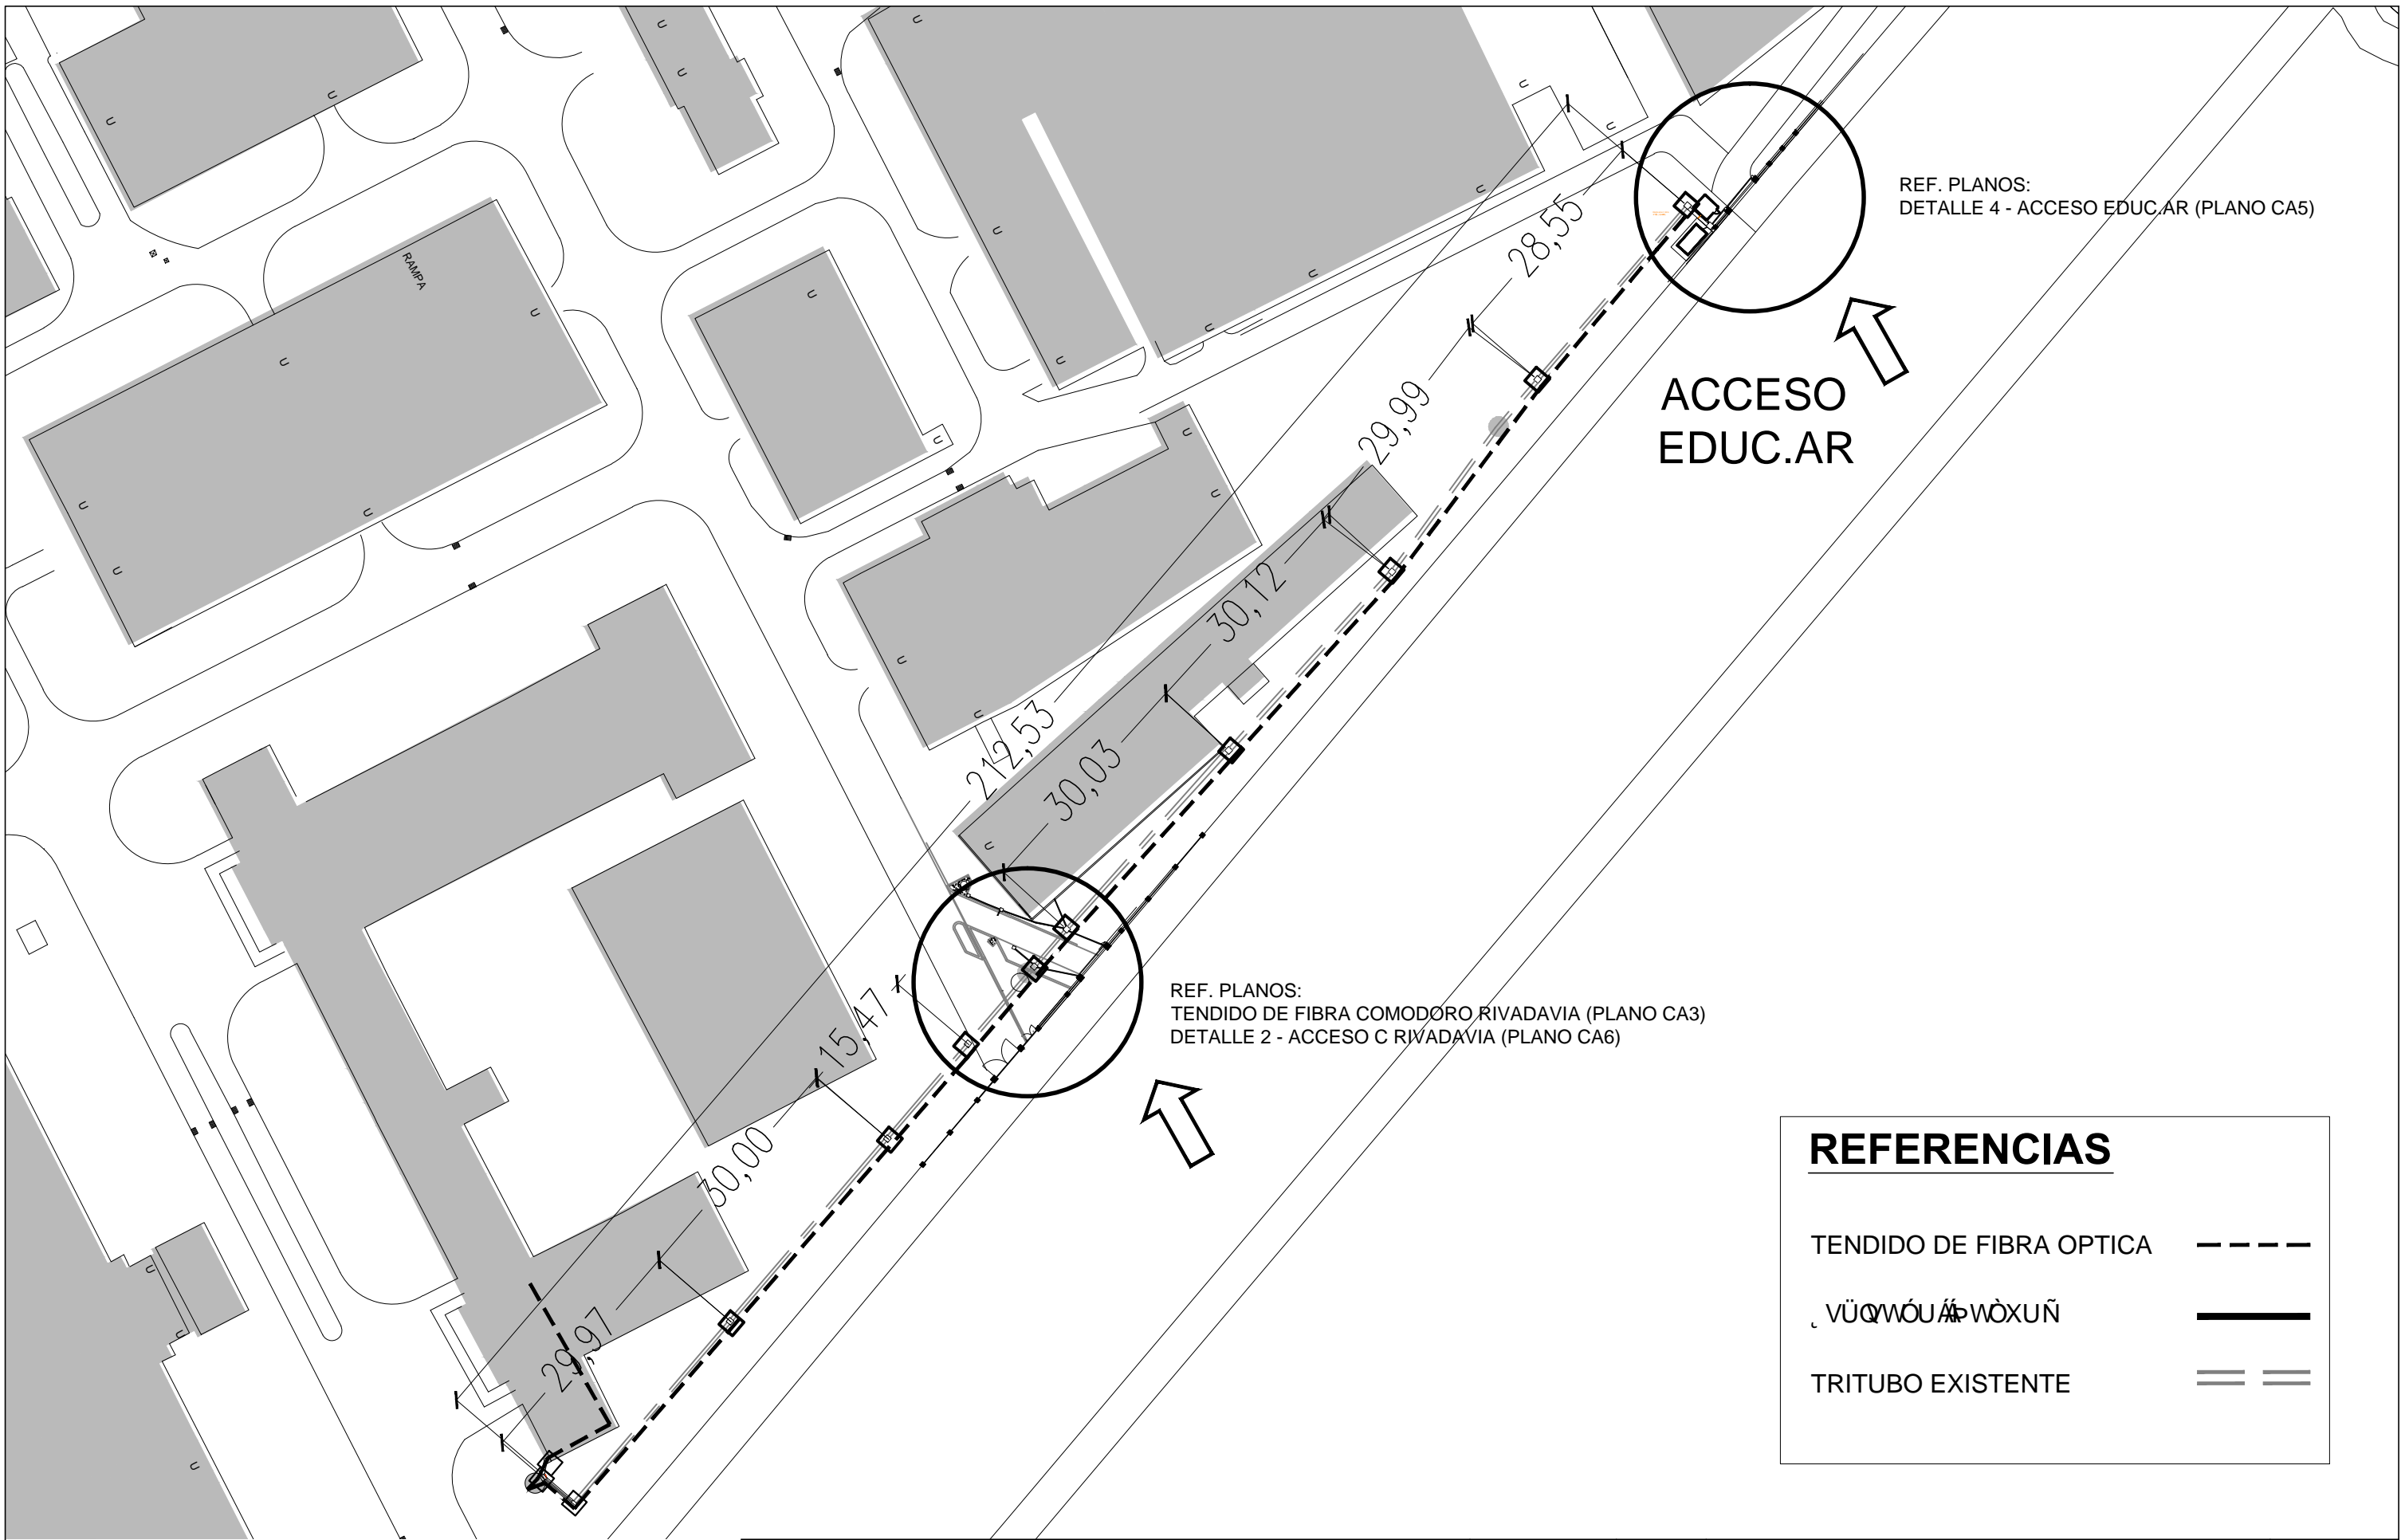 RAMPA
REF. PLANOS:
DETALLE 4 - ACCESO EDUC.AR (PLANO CA5)
28,55
ACCESO
EDUC.AR
29,99
30,12
212,53
30,03
15,47
REF. PLANOS:
TENDIDO DE FIBRA COMODORO RIVADAVIA (PLANO CA3)
DETALLE 2 - ACCESO C RIVADAVIA (PLANO CA6)
30,00
29,97
REFERENCIAS
TENDIDO DE FIBRA OPTICA
TRITUBO EXISTENTE